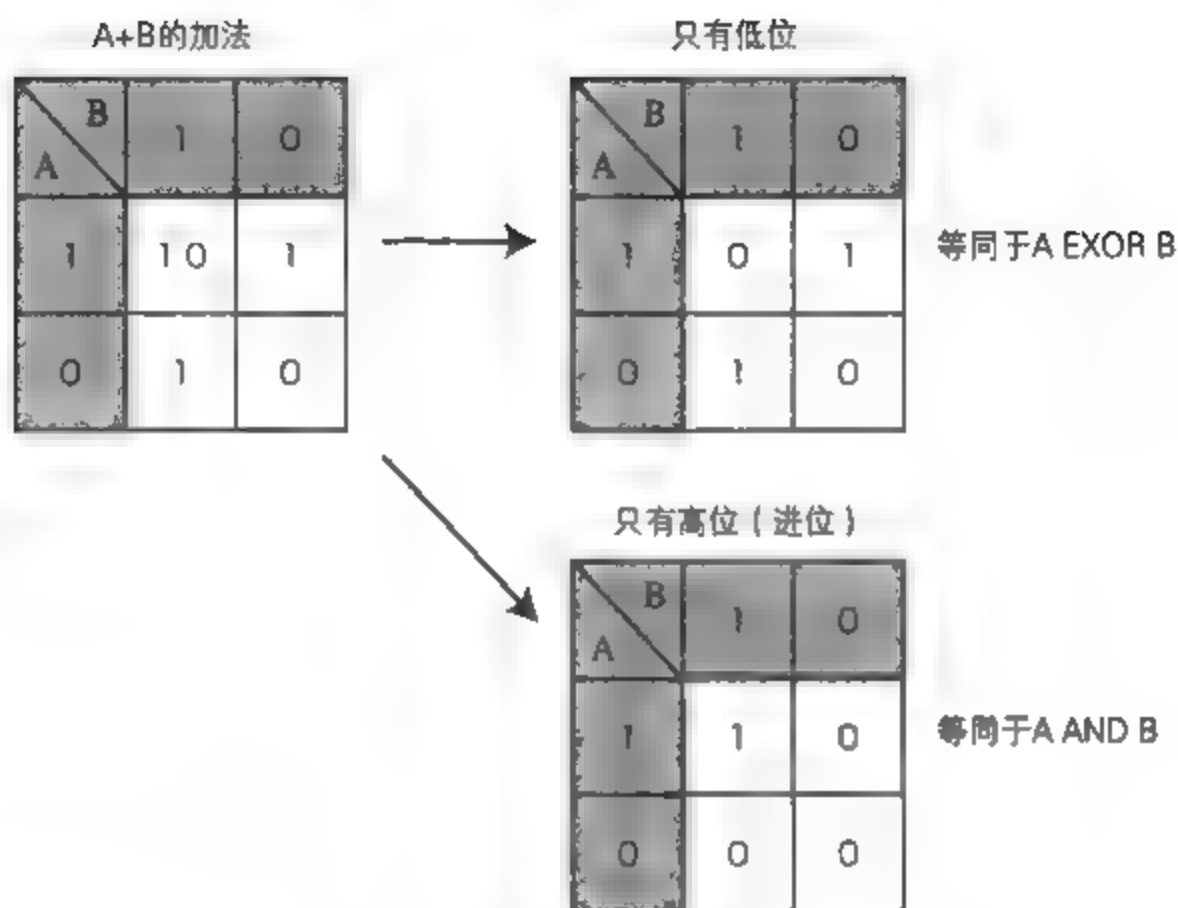 A+B的加法
B 1 0
A
1 10 1
0 1 0
只有低位
B 1 0
A
1 0 1
0 1 0
等同于A EXOR B
只有高位（进位）
B 1 0
A
1 1 0
0 0 0
等同于A AND B